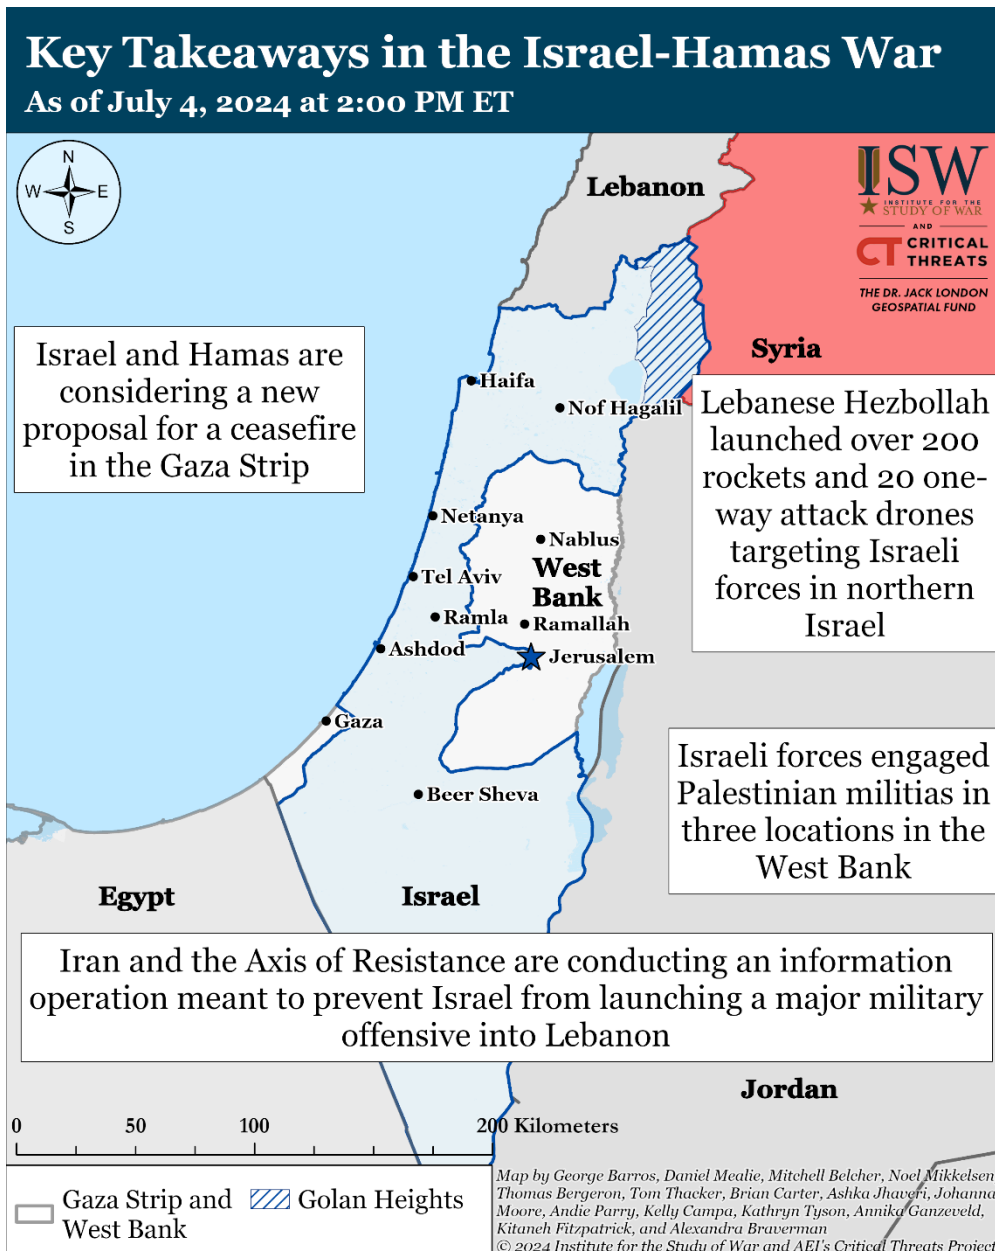 Key Takeaways in the Israel-Hamas War
As of July 4, 2024 at 2:00 PM ET
N
W
E
S
ISW
INSTITUTE FOR THE
STUDY OF WAR
AND
CT CRITICAL
THREATS
THE DR. JACK LONDON
GEOSPATIAL FUND
Lebanon
Syria
Israel and Hamas are
considering a new
proposal for a ceasefire
in the Gaza Strip
Haifa
Nof Hagalil
Lebanese Hezbollah
launched over 200
rockets and 20 one-
way attack drones
targeting Israeli
forces in northern
Israel
Netanya
Nablus
West
Bank
Tel Aviv
Ramla
Ramallah
Ashdod
Jerusalem
Gaza
Beer Sheva
Israeli forces engaged
Palestinian militias in
three locations in the
West Bank
Egypt
Israel
Iran and the Axis of Resistance are conducting an information
operation meant to prevent Israel from launching a major military
offensive into Lebanon
Jordan
0 50 100 200 Kilometers
Gaza Strip and
West Bank
Golan Heights
Map by George Barros, Daniel Mealie, Mitchell Belcher, Noel Mikkelsen,
Thomas Bergeron, Tom Thacker, Brian Carter, Ashka Jhaveri, Johanna
Moore, Andie Parry, Kelly Campa, Kathryn Tyson, Annika Ganzeveld,
Kitaneh Fitzpatrick, and Alexandra Braverman
© 2024 Institute for the Study of War and AEI's Critical Threats Project